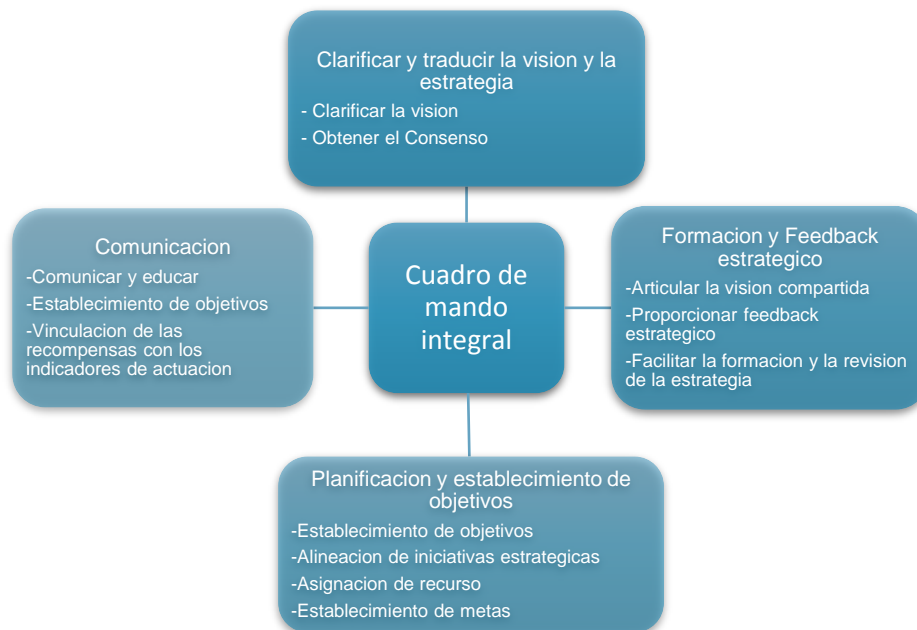 Clarificar y traducir la vision y la
estrategia
- Clarificar la vision
- Obtener el Consenso
Comunicacion
-Comunicar y educar
-Establecimiento de objetivos
-Vinculacion de las
recompensas con los
indicadores de actuacion
Cuadro de
mando
integral
Formacion y Feedback
estrategico
-Articular la vision compartida
-Proporcionar feedback
estrategico
-Facilitar la formacion y la revision
de la estrategia
Planificacion y establecimiento de
objetivos
-Establecimiento de objetivos
-Alineacion de iniciativas estrategicas
-Asignacion de recurso
-Establecimiento de metas